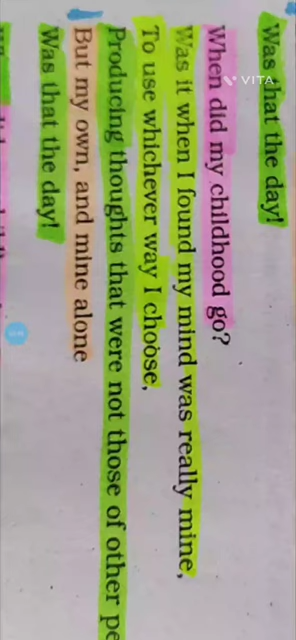 Was that the day!
When did my childhood go?
Was it when I found my mind was really mine,
To use whichever way I choose,
Producing thoughts that were not those of other pe
But my own, and mine alone
Was that the day!
VITA